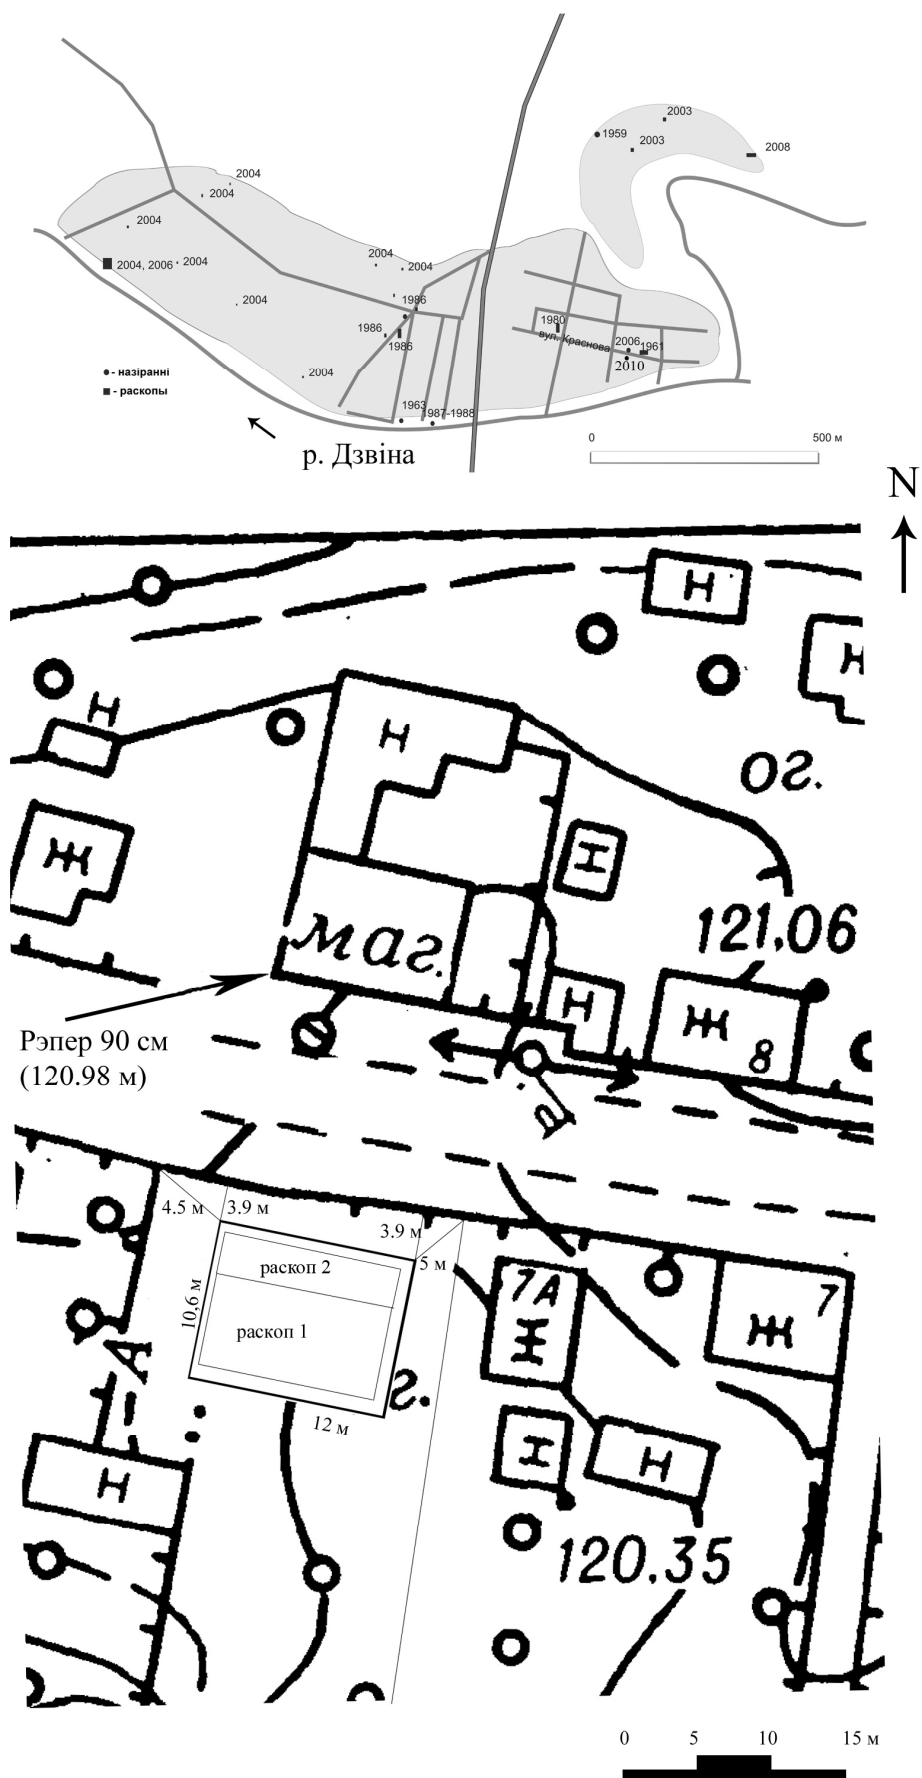 2003
1959
2003
2008
2004
2004
2004
2004, 2006
2004
2004
2004
2004
1986
1986
1986
2004
1980
вул. Краснова
2006
1961
2010
1963
1987-1988
- назіранні
- раскопы
р. Дзвіна
0
500 м
N
Н
Н
Н
Н
ог.
Ж
Н
маг.
121,06
Н
Ж
8
Рэпер 90 см
(120.98 м)
4.5 м
3.9 м
3.9 м
5 м
раскоп 2
10,6 м
раскоп 1
12 м
7А
Ж
7
Ж
А
г.
Н
Н
Н
120.35
0
5
10
15 м